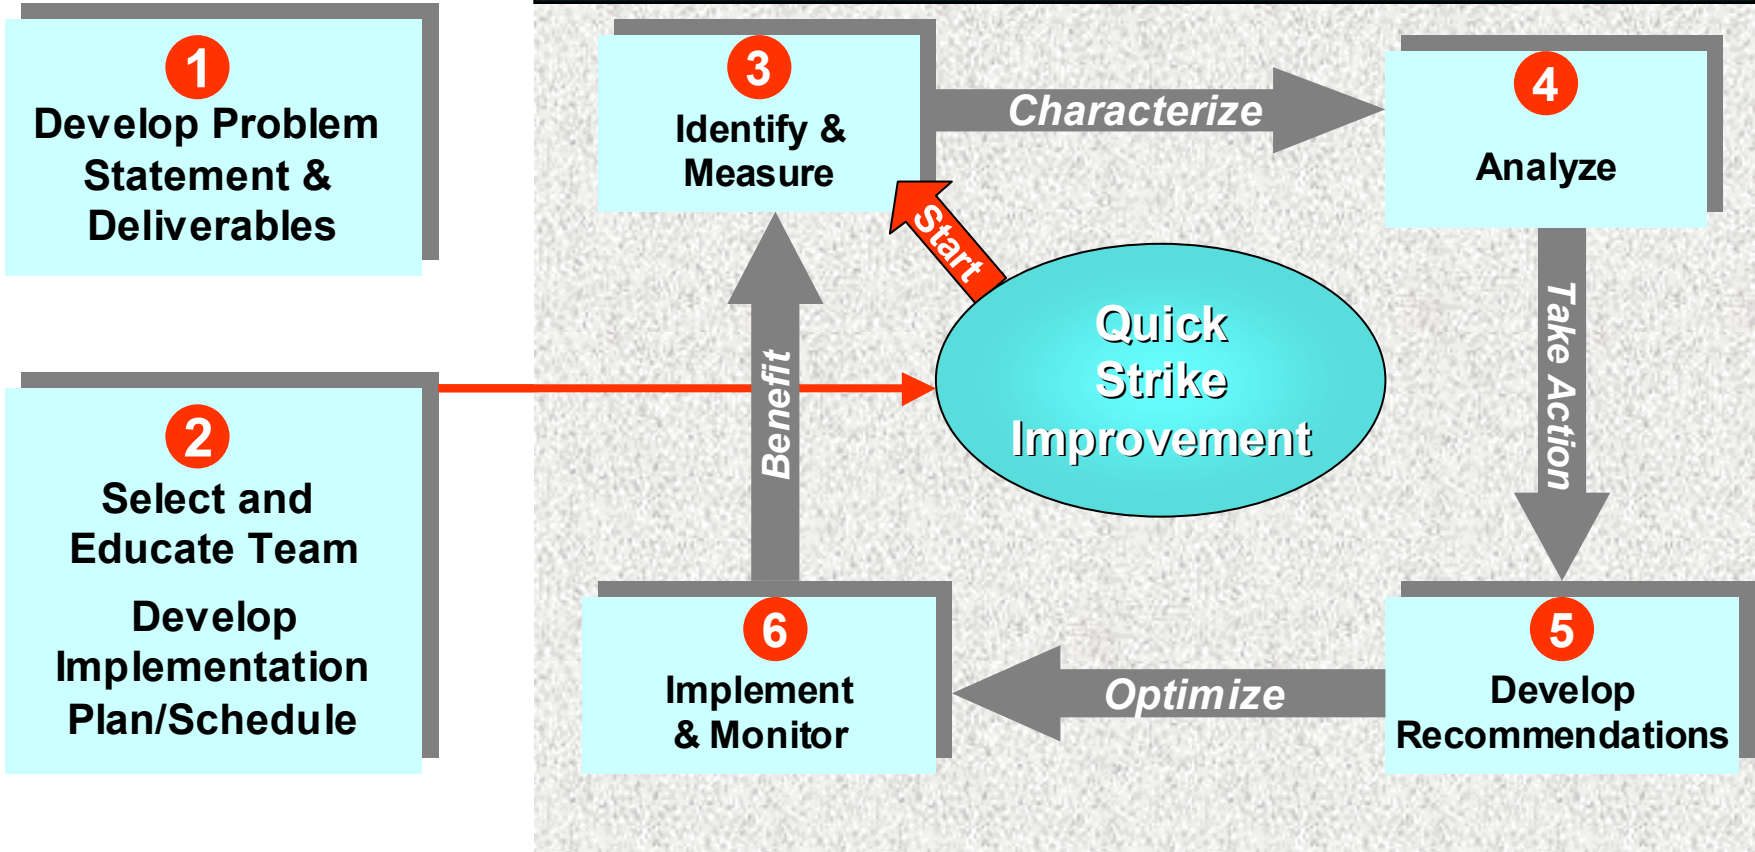 1
Develop Problem
Statement &
Deliverables
2
Select and
Educate Team
Develop
Implementation
Plan/Schedule
3
Identify &
Measure
Characterize
4
Analyze
Start
Quick
Strike
Improvement
Take Action
5
Develop
Recommendations
Optimize
6
Implement
& Monitor
Benefit